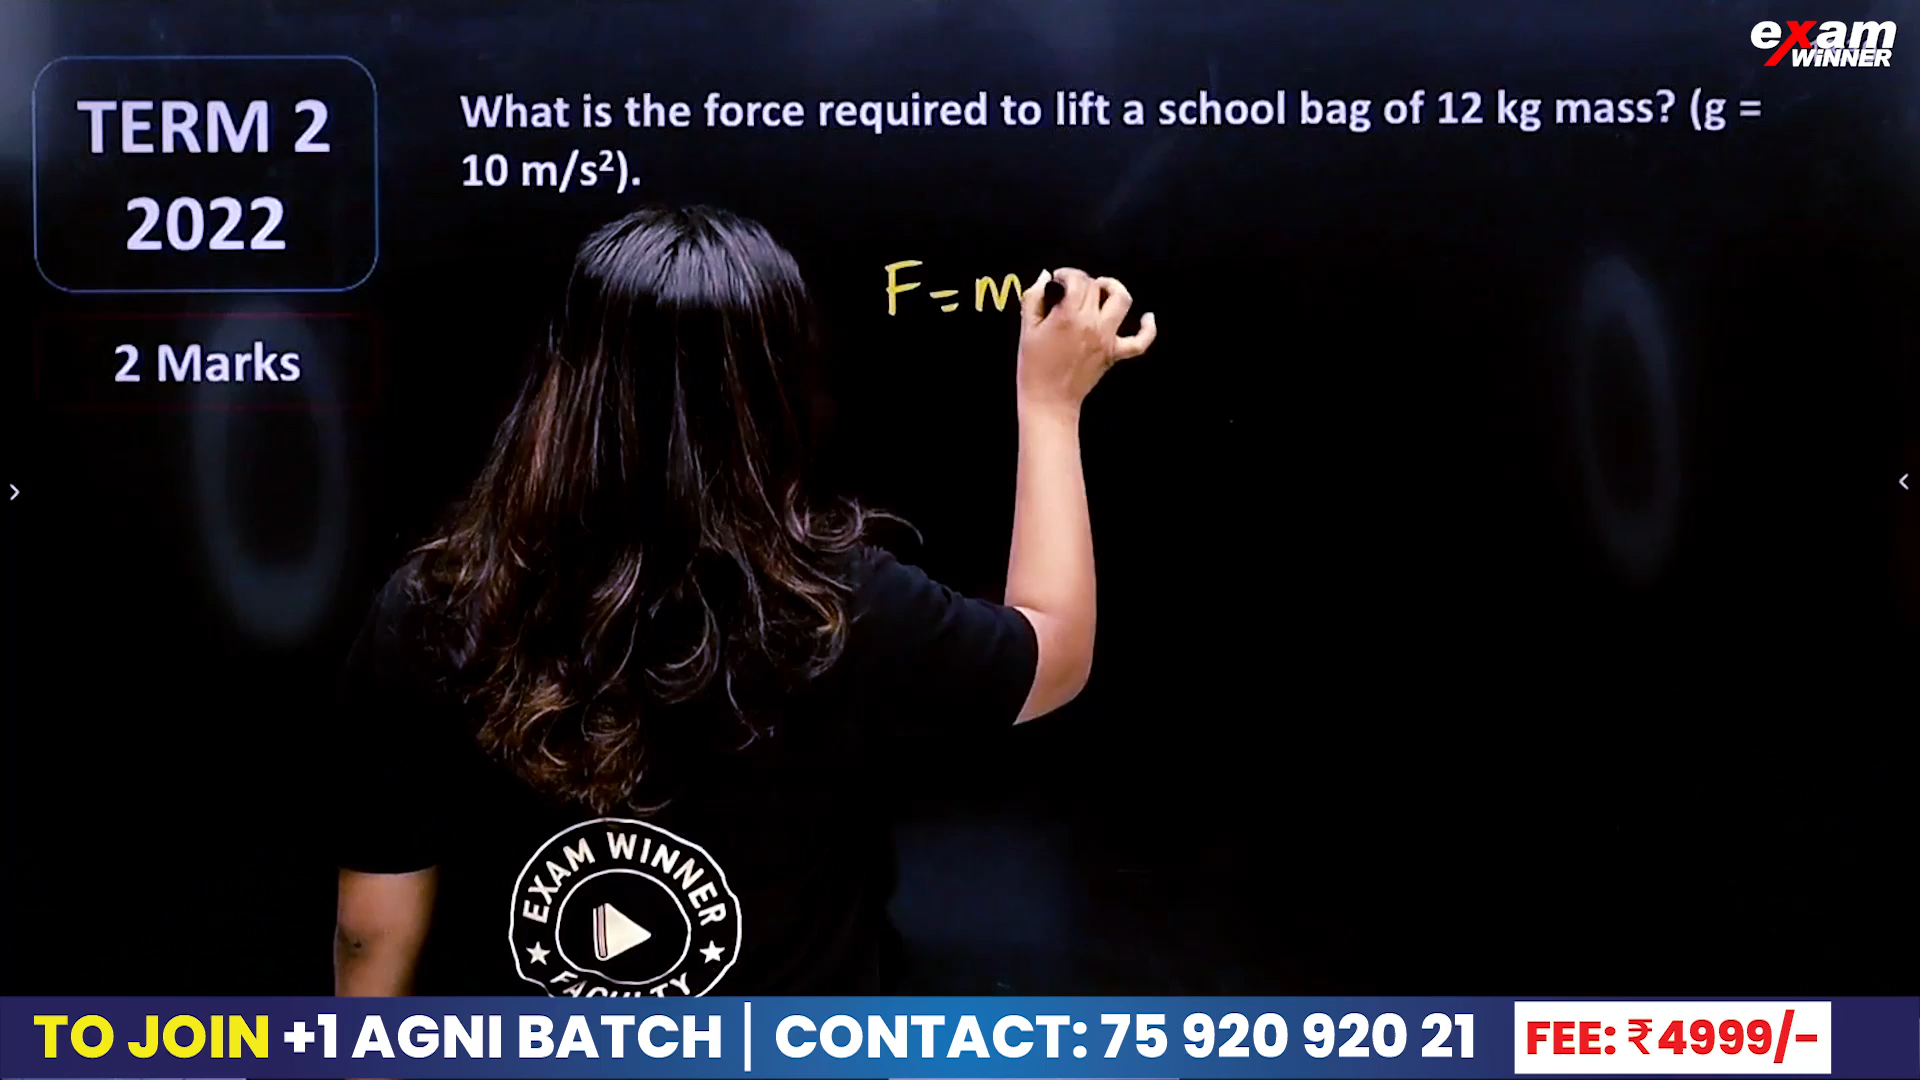 exam
WINNER
TERM 2
2022
What is the force required to lift a school bag of 12 kg mass? (g =
10 m/s²).
F = m
2 Marks
EXAM WINNER
FACULTY
TO JOIN +1 AGNI BATCH | CONTACT: 75 920 920 21
FEE: ₹4999/-